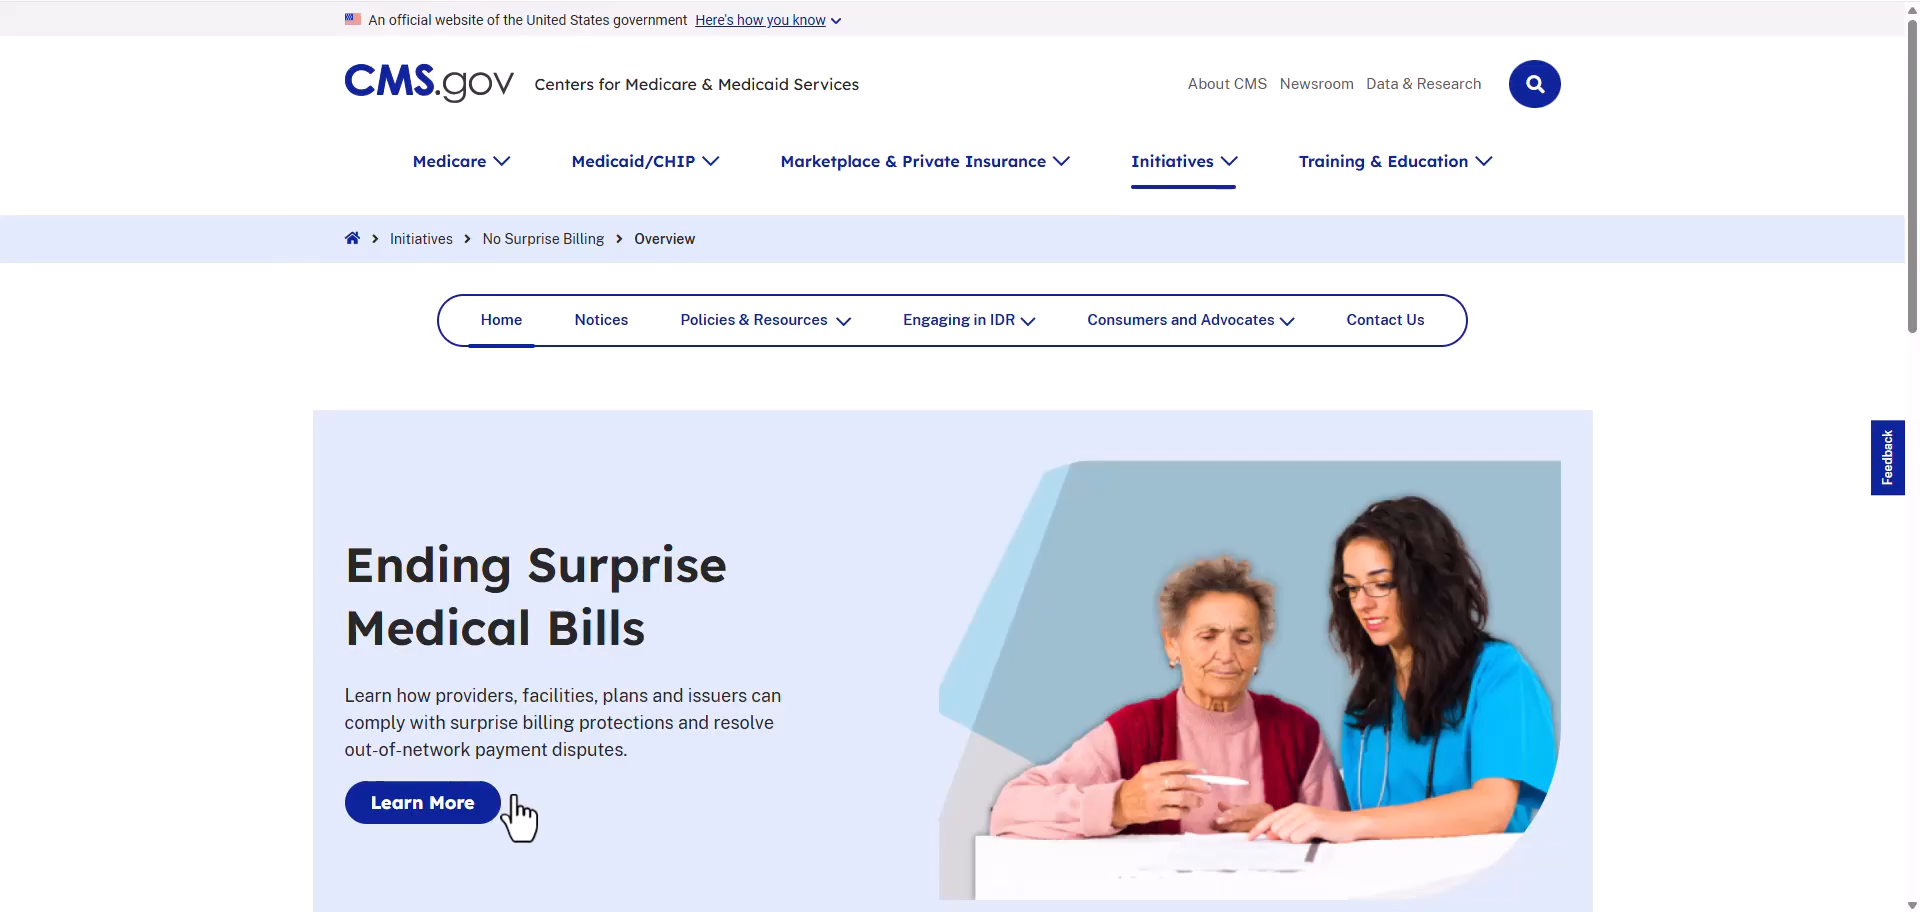 An official website of the United States government Here's how you know
CMS.gov Centers for Medicare & Medicaid Services
About CMS Newsroom Data & Research
Medicare Medicaid/CHIP Marketplace & Private Insurance Initiatives Training & Education
Initiatives No Surprise Billing Overview
Home Notices Policies & Resources Engaging in IDR Consumers and Advocates Contact Us
Feedback
Ending Surprise
Medical Bills
Learn how providers, facilities, plans and issuers can
comply with surprise billing protections and resolve
out-of-network payment disputes.
Learn More